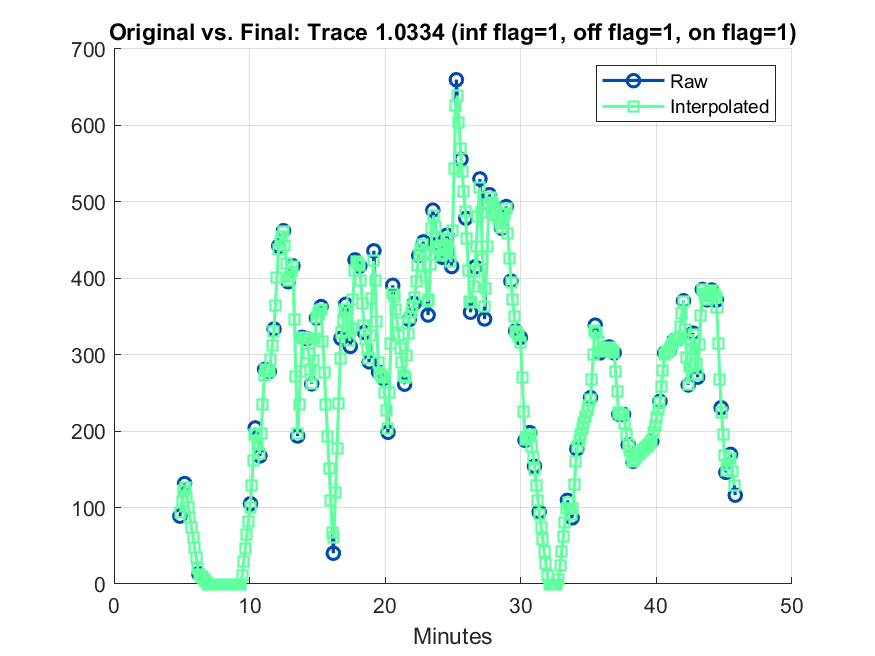 Original vs. Final: Trace 1.0334 (inf flag=1, off flag=1, on flag=1)
700
600
500
400
300
200
100
0
Raw
Interpolated
0 10 20 30 40 50
Minutes